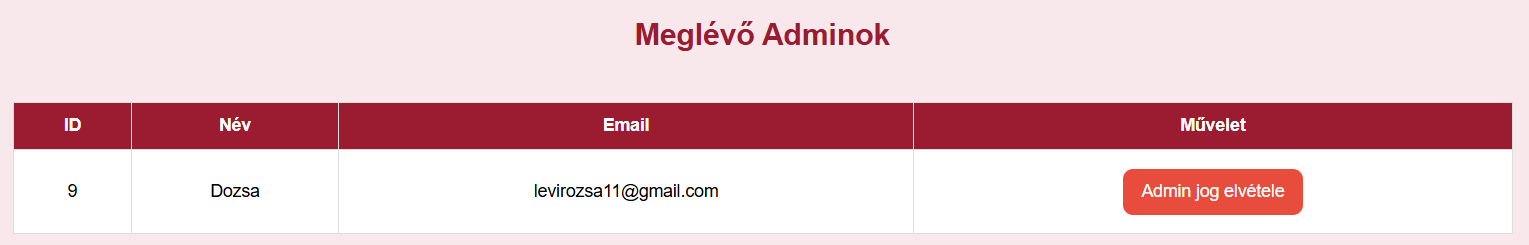 Meglévő Adminok
ID Név Email Művelet
9 Dozsa levirozsa11@gmail.com Admin jog elvétele